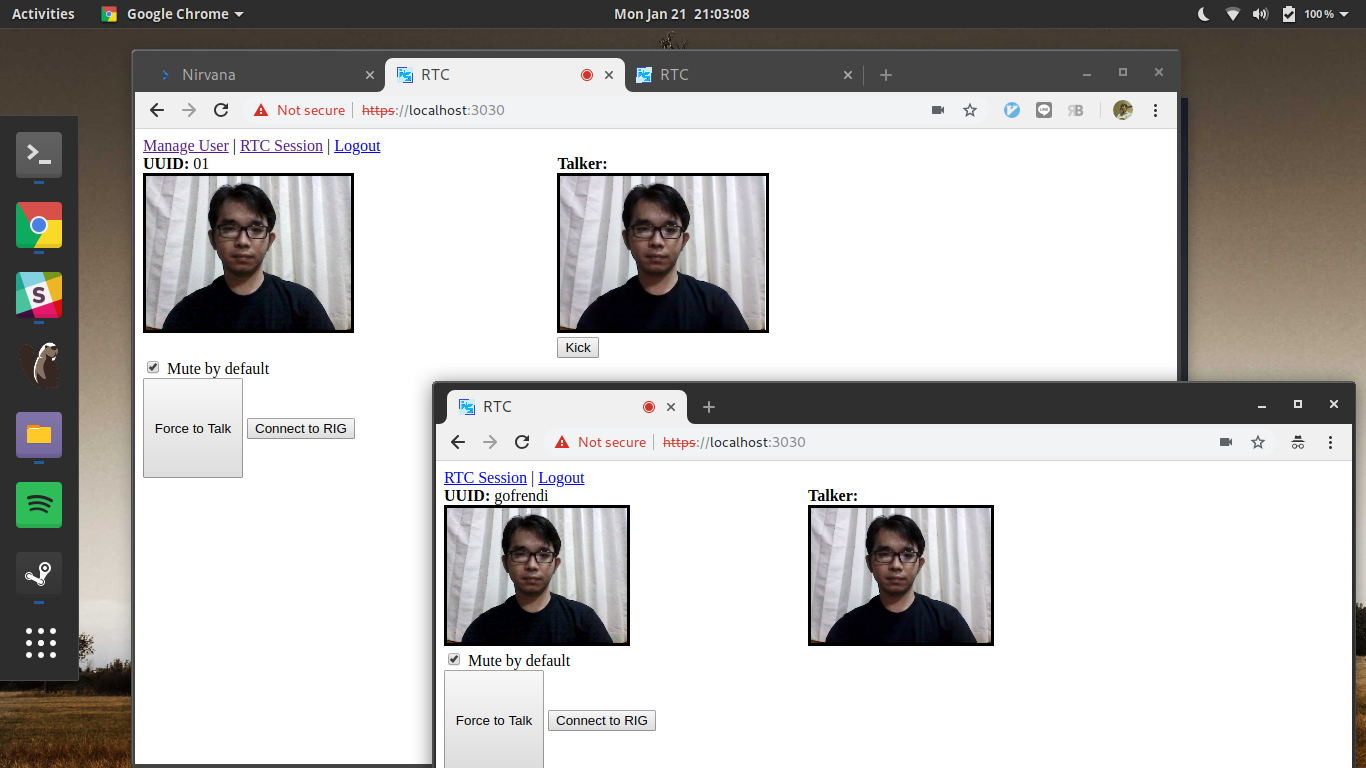 Activities Google Chrome Mon Jan 21 21:03:08 100 %
Nirvana RTC RTC
Not secure https://localhost:3030
Manage User | RTC Session | Logout
UUID: 01 Talker:
Kick
Mute by default
Force to Talk Connect to RIG
RTC
Not secure https://localhost:3030
RTC Session | Logout
UUID: gofrendi Talker:
Mute by default
Force to Talk Connect to RIG